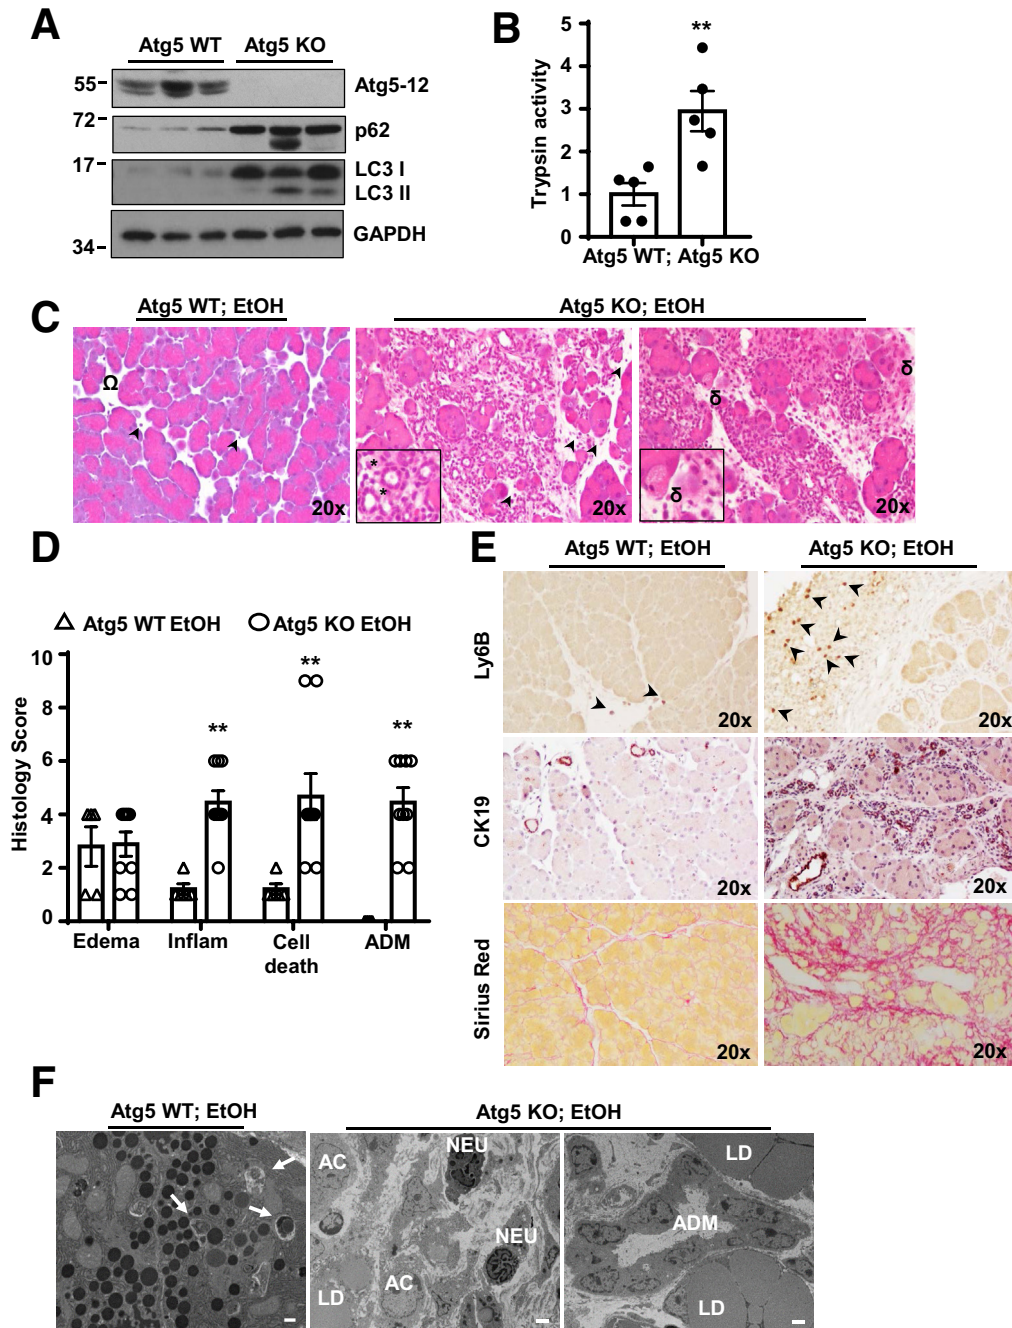 A
Atg5 WT Atg5 KO
55 Atg5-12
72 p62
17 LC3 I
LC3 II
34 GAPDH
B
**
Trypsin activity
5
4
3
2
1
0
Atg5 WT; Atg5 KO
C
Atg5 WT; EtOH Atg5 KO; EtOH
Ω δ δ
* * δ
20x 20x 20x
D
Atg5 WT EtOH Atg5 KO EtOH
Histology Score
10
8
6
4
2
0
** ** **
Edema Inflam Cell death ADM
E
Atg5 WT; EtOH Atg5 KO; EtOH
Ly6B 20x 20x
CK19 20x 20x
Sirius Red 20x 20x
F
Atg5 WT; EtOH Atg5 KO; EtOH
AC NEU LD
NEU ADM
AC
LD LD